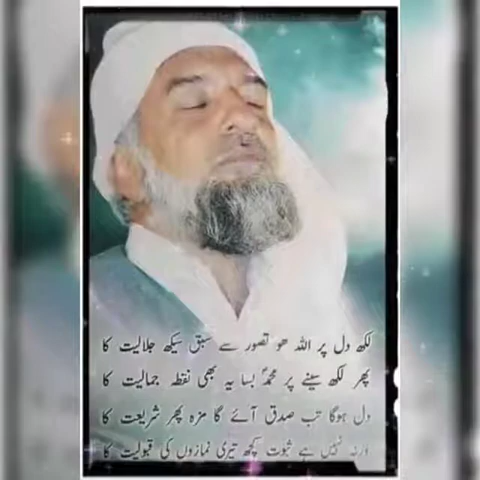 لکھ دل پر اللہ ھو تصور سے سبق سیکھ جلالیت کا
پھر لکھ سینے پر محمدؐ بسا یہ بھی نقطہ جمالیت کا
دل ہوگا تب صدق آئے گا مزہ پھر شریعت کا
ورنہ نہیں ہے ثبوت کچھ تیری نمازوں کی قبولیت کا